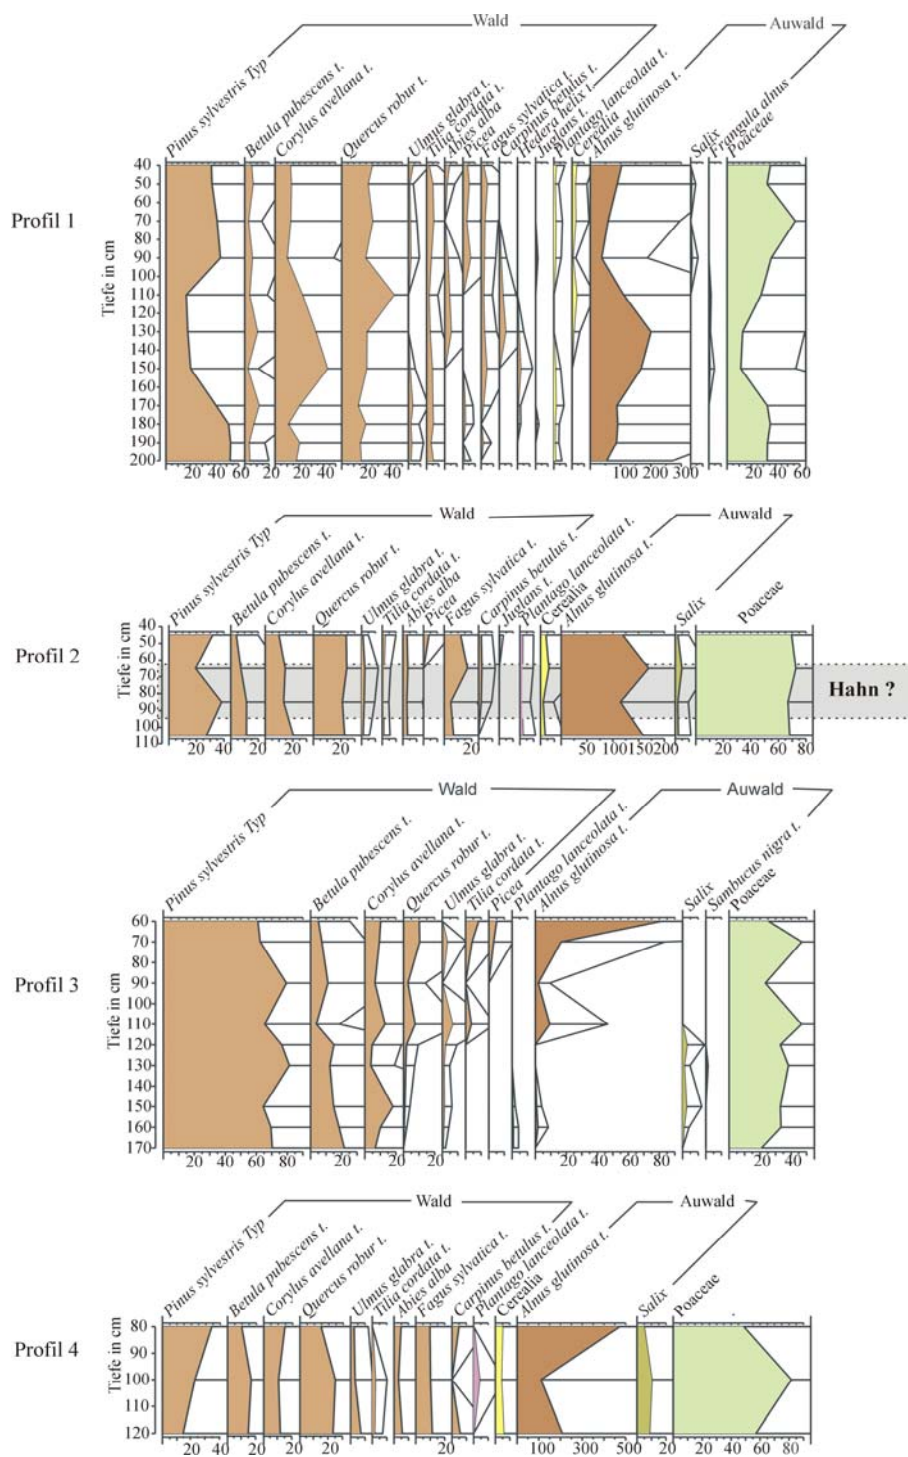 Wald
Auwald
Pinus sylvestris Typ
Betula pubescens t.
Corylus avellana t.
Quercus robur t.
Ulmus glabra t.
Tilia cordata t.
Abies alba
Picea
Fagus sylvatica t.
Carpinus betulus t.
Hedera helix t.
Juglans t.
Plantago lanceolata t.
Cerealia
Alnus glutinosa t.
Salix
Frangula alnus
Poaceae
Profil 1
Tiefe in cm
40
50
60
70
80
90
100
110
120
130
140
150
160
170
180
190
200
20 40 60 20 20 40 20 40 100 200 300 20 40 60
Wald
Auwald
Pinus sylvestris Typ
Betula pubescens t.
Corylus avellana t.
Quercus robur t.
Ulmus glabra t.
Tilia cordata t.
Abies alba
Picea
Fagus sylvatica t.
Carpinus betulus t.
Juglans t.
Plantago lanceolata t.
Cerealia
Alnus glutinosa t.
Salix
Poaceae
Profil 2
Tiefe in cm
40
50
60
70
80
90
100
110
Hahn ?
20 20 20 20 20 50 100 150 200 20 40 60 80
Wald
Auwald
Pinus sylvestris Typ
Betula pubescens t.
Corylus avellana t.
Quercus robur t.
Ulmus glabra t.
Tilia cordata t.
Picea
Plantago lanceolata t.
Alnus glutinosa t.
Salix
Sambucus nigra t.
Poaceae
Profil 3
Tiefe in cm
60
70
80
90
100
110
120
130
140
150
160
170
20 40 60 80 20 20 20 20 40 60 80 20 40
Wald
Auwald
Pinus sylvestris Typ
Betula pubescens t.
Corylus avellana t.
Quercus robur t.
Ulmus glabra t.
Tilia cordata t.
Abies alba
Fagus sylvatica t.
Carpinus betulus t.
Plantago lanceolata t.
Cerealia
Alnus glutinosa t.
Salix
Poaceae
Profil 4
Tiefe in cm
80
90
100
110
120
20 40 20 20 20 40 20 20 100 300 500 20 20 40 60 80